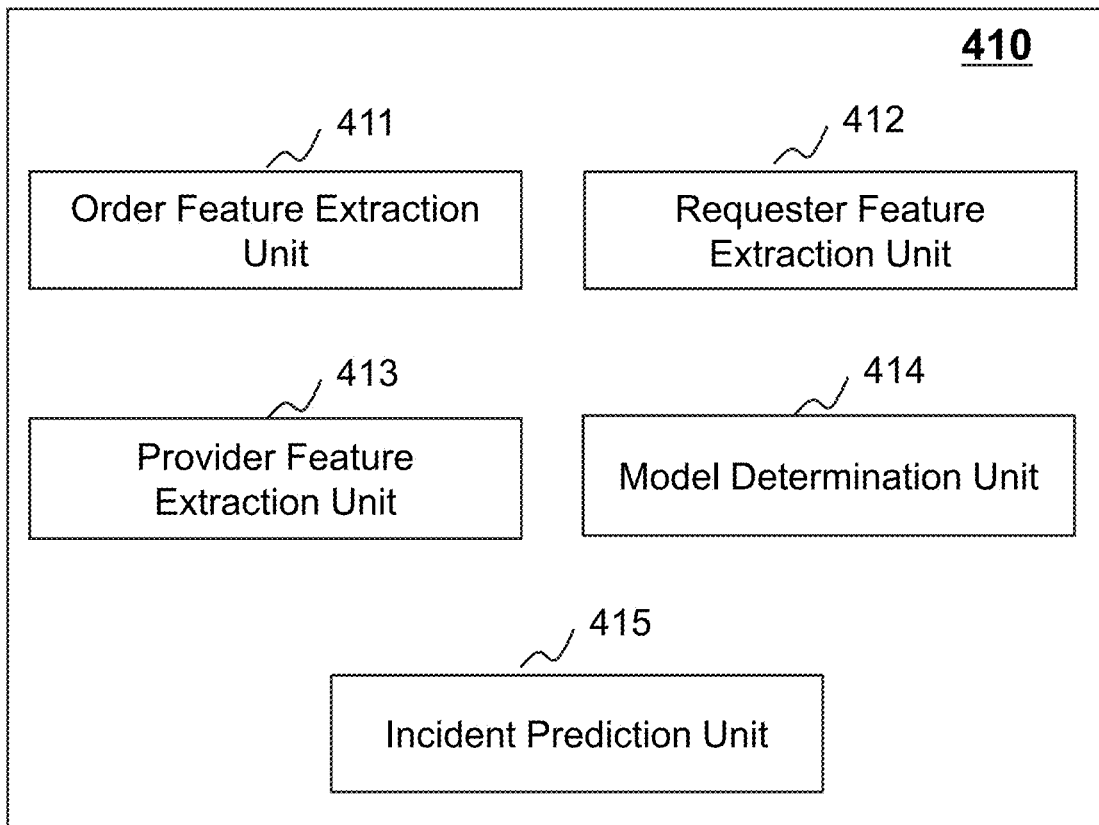 410
411
412
Order Feature Extraction
Unit
Requester Feature
Extraction Unit
413
414
Provider Feature
Extraction Unit
Model Determination Unit
415
Incident Prediction Unit